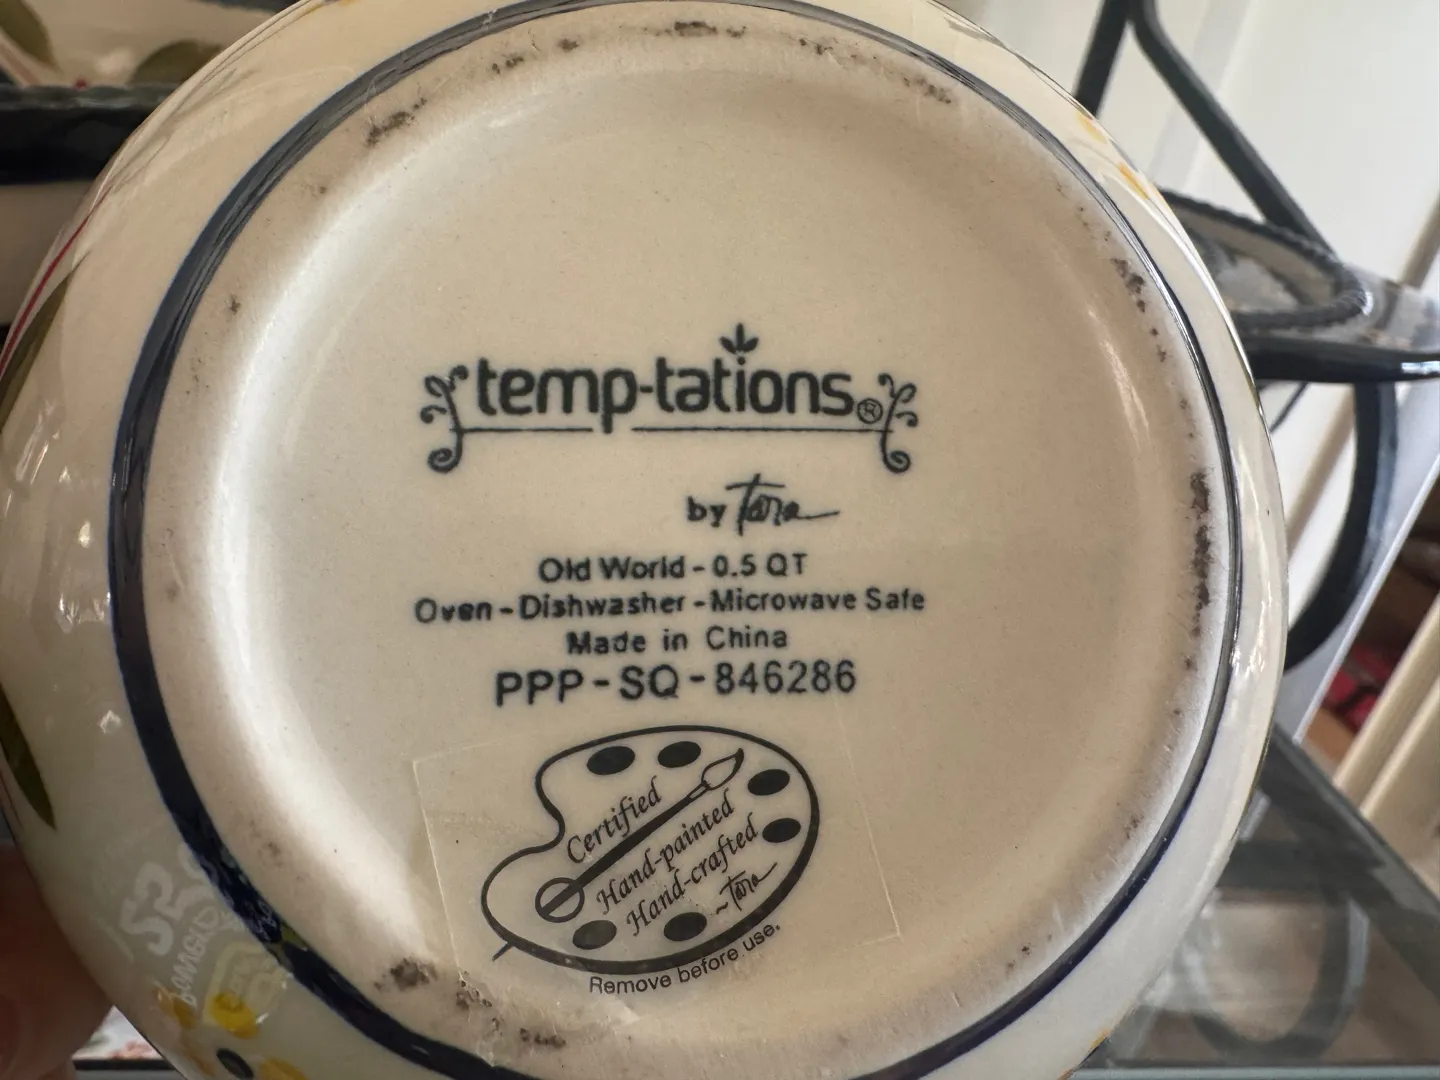 temp-tations®
by Tara
Old World - 0.5 QT
Oven - Dishwasher - Microwave Safe
Made in China
PPP - SQ - 846286
Certified
Hand-painted
Hand-crafted
~Tara
Remove before use.